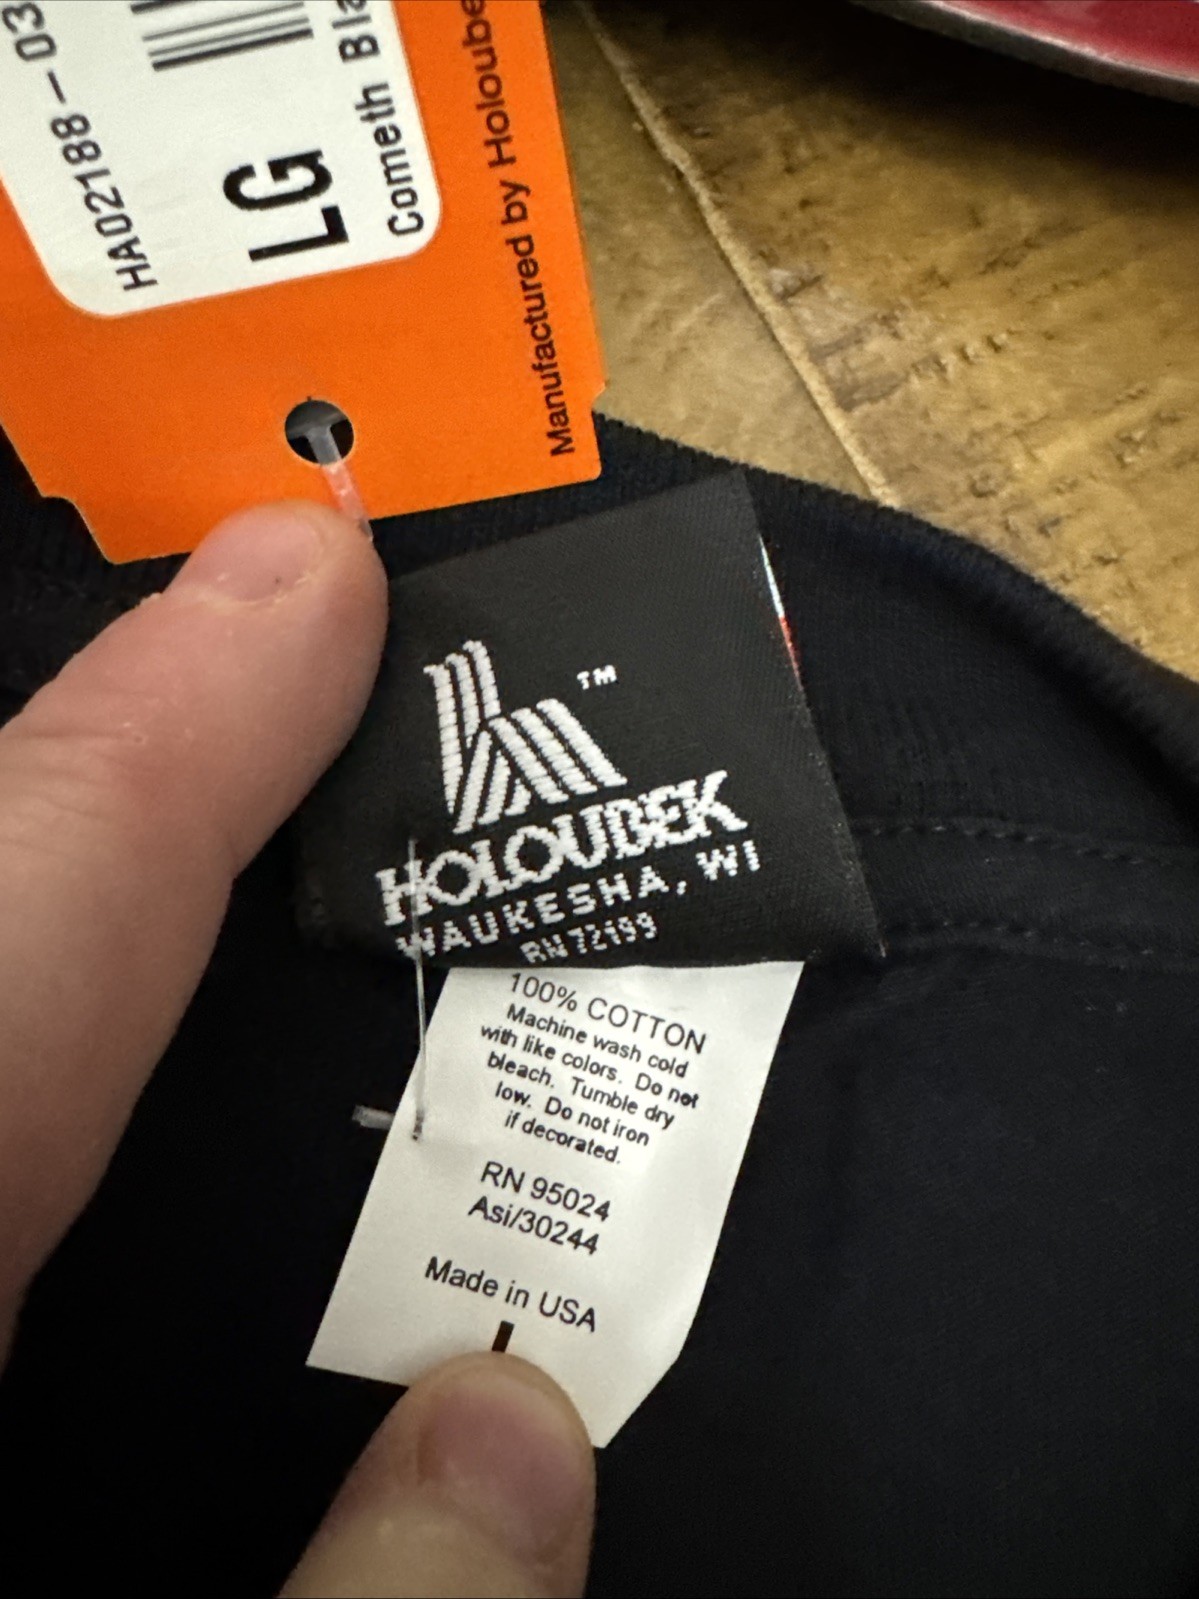 HA02188-03
LG
Cometh
Manufactured by
TM
HOLOUBEK
WAUKESHA, WI
RN 72199
100% COTTON
Machine wash cold
with like colors. Do not
bleach. Tumble dry
low. Do not iron
if decorated.
RN 95024
Asi/30244
Made in USA